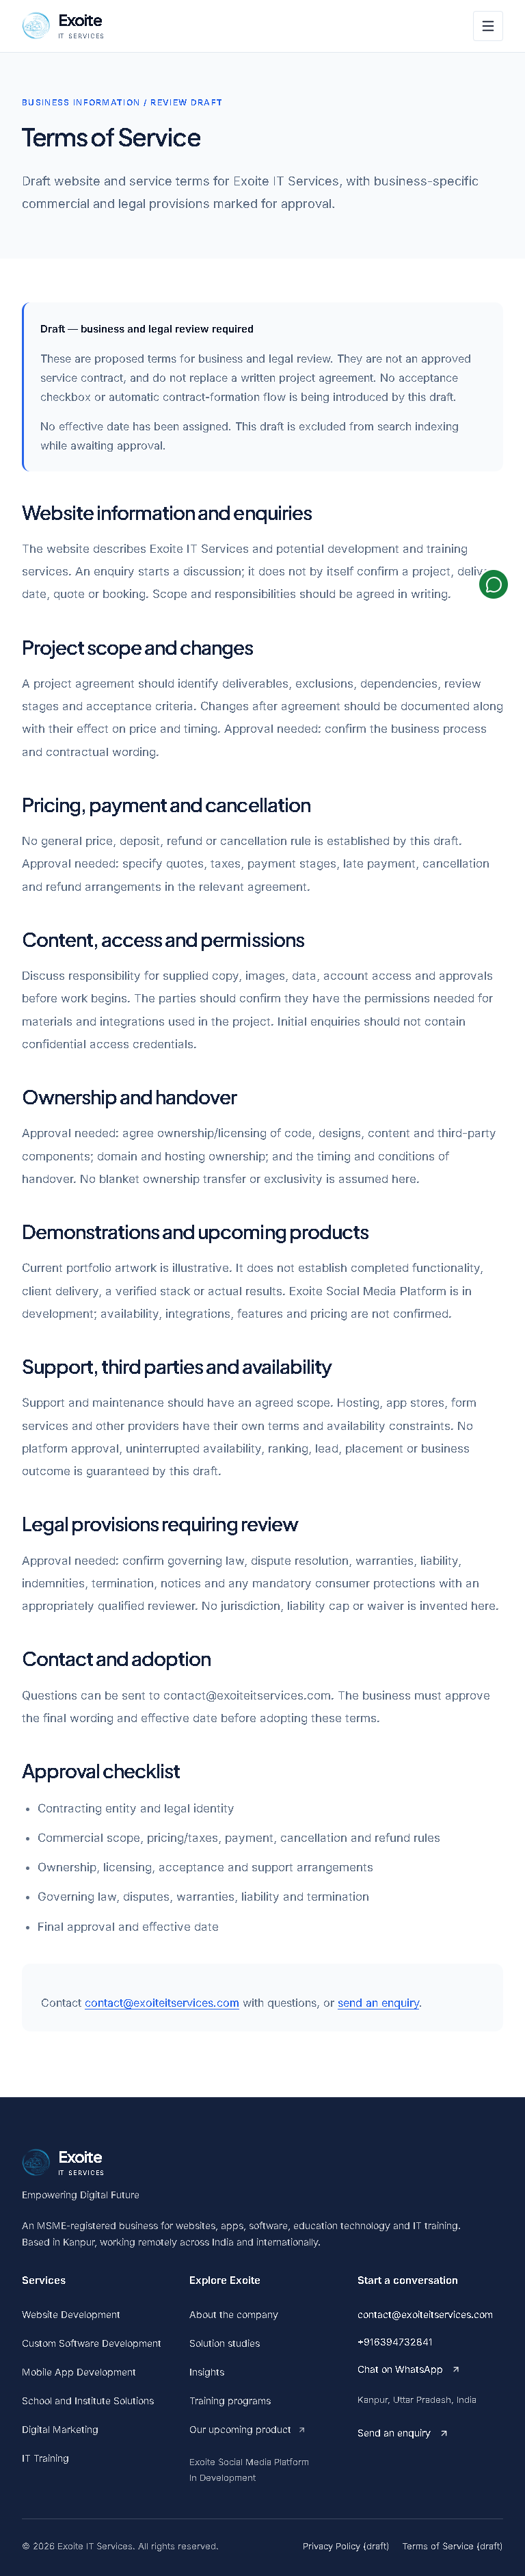 Exoite
IT SERVICES
BUSINESS INFORMATION / REVIEW DRAFT
Terms of Service
Draft website and service terms for Exoite IT Services, with business-specific
commercial and legal provisions marked for approval.
Draft — business and legal review required
These are proposed terms for business and legal review. They are not an approved
service contract, and do not replace a written project agreement. No acceptance
checkbox or automatic contract-formation flow is being introduced by this draft.
No effective date has been assigned. This draft is excluded from search indexing
while awaiting approval.
Website information and enquiries
The website describes Exoite IT Services and potential development and training
services. An enquiry starts a discussion; it does not by itself confirm a project,
date, quote or booking. Scope and responsibilities should be agreed in writing.
Project scope and changes
A project agreement should identify deliverables, exclusions, dependencies, review
stages and acceptance criteria. Changes after agreement should be documented along
with their effect on price and timing. Approval needed: confirm the business process
and contractual wording.
Pricing, payment and cancellation
No general price, deposit, refund or cancellation rule is established by this draft.
Approval needed: specify quotes, taxes, payment stages, late payment, cancellation
and refund arrangements in the relevant agreement.
Content, access and permissions
Discuss responsibility for supplied copy, images, data, account access and approvals
before work begins. The parties should confirm they have the permissions needed for
materials and integrations used in the project. Initial enquiries should not contain
confidential access credentials.
Ownership and handover
Approval needed: agree ownership/licensing of code, designs, content and third-party
components; domain and hosting ownership; and the timing and conditions of
handover. No blanket ownership transfer or exclusivity is assumed here.
Demonstrations and upcoming products
Current portfolio artwork is illustrative. It does not establish completed functionality,
client delivery, a verified stack or actual results. Exoite Social Media Platform is in
development; availability, integrations, features and pricing are not confirmed.
Support, third parties and availability
Support and maintenance should have an agreed scope. Hosting, app stores, form
services and other providers have their own terms and availability constraints. No
platform approval, uninterrupted availability, ranking, lead, placement or business
outcome is guaranteed by this draft.
Legal provisions requiring review
Approval needed: confirm governing law, dispute resolution, warranties, liability,
indemnities, termination, notices and any mandatory consumer protections with an
appropriately qualified reviewer. No jurisdiction, liability cap or waiver is invented here.
Contact and adoption
Questions can be sent to contact@exoiteitservices.com. The business must approve
the final wording and effective date before adopting these terms.
Approval checklist
• Contracting entity and legal identity
• Commercial scope, pricing/taxes, payment, cancellation and refund rules
• Ownership, licensing, acceptance and support arrangements
• Governing law, disputes, warranties, liability and termination
• Final approval and effective date
Contact contact@exoiteitservices.com with questions, or send an enquiry.
Exoite
IT SERVICES
Empowering Digital Future
An MSME-registered business for websites, apps, software, education technology and IT training.
Based in Kanpur, working remotely across India and internationally.
Services
Website Development
Custom Software Development
Mobile App Development
School and Institute Solutions
Digital Marketing
IT Training
Explore Exoite
About the company
Solution studies
Insights
Training programs
Our upcoming product ↗
Exoite Social Media Platform
In Development
Start a conversation
contact@exoiteitservices.com
+916394732841
Chat on WhatsApp ↗
Kanpur, Uttar Pradesh, India
Send an enquiry ↗
© 2026 Exoite IT Services. All rights reserved.
Privacy Policy (draft)
Terms of Service (draft)